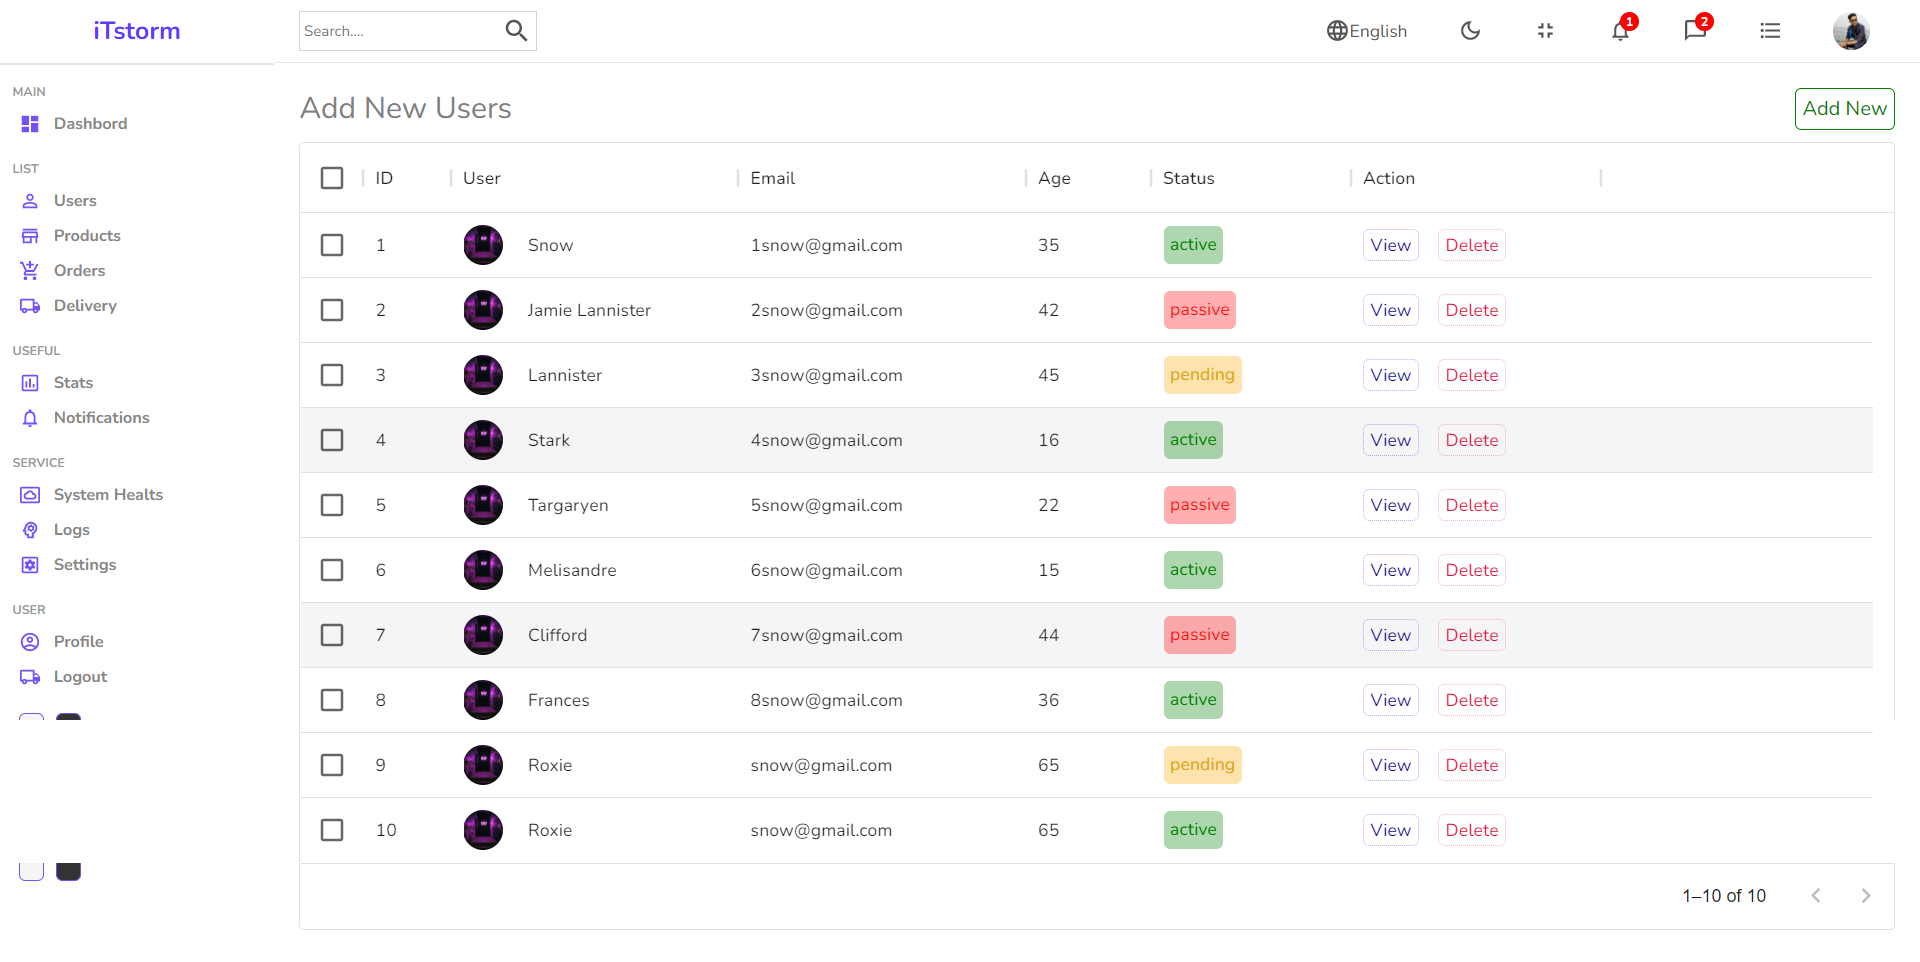 iTstorm
Search....
English
1
2
MAIN
Dashbord
LIST
Users
Products
Orders
Delivery
USEFUL
Stats
Notifications
SERVICE
System Healts
Logs
Settings
USER
Profile
Logout
Add New Users
Add New
ID User Email Age Status Action
1 Snow 1snow@gmail.com 35 active View Delete
2 Jamie Lannister 2snow@gmail.com 42 passive View Delete
3 Lannister 3snow@gmail.com 45 pending View Delete
4 Stark 4snow@gmail.com 16 active View Delete
5 Targaryen 5snow@gmail.com 22 passive View Delete
6 Melisandre 6snow@gmail.com 15 active View Delete
7 Clifford 7snow@gmail.com 44 passive View Delete
8 Frances 8snow@gmail.com 36 active View Delete
9 Roxie snow@gmail.com 65 pending View Delete
10 Roxie snow@gmail.com 65 active View Delete
1–10 of 10